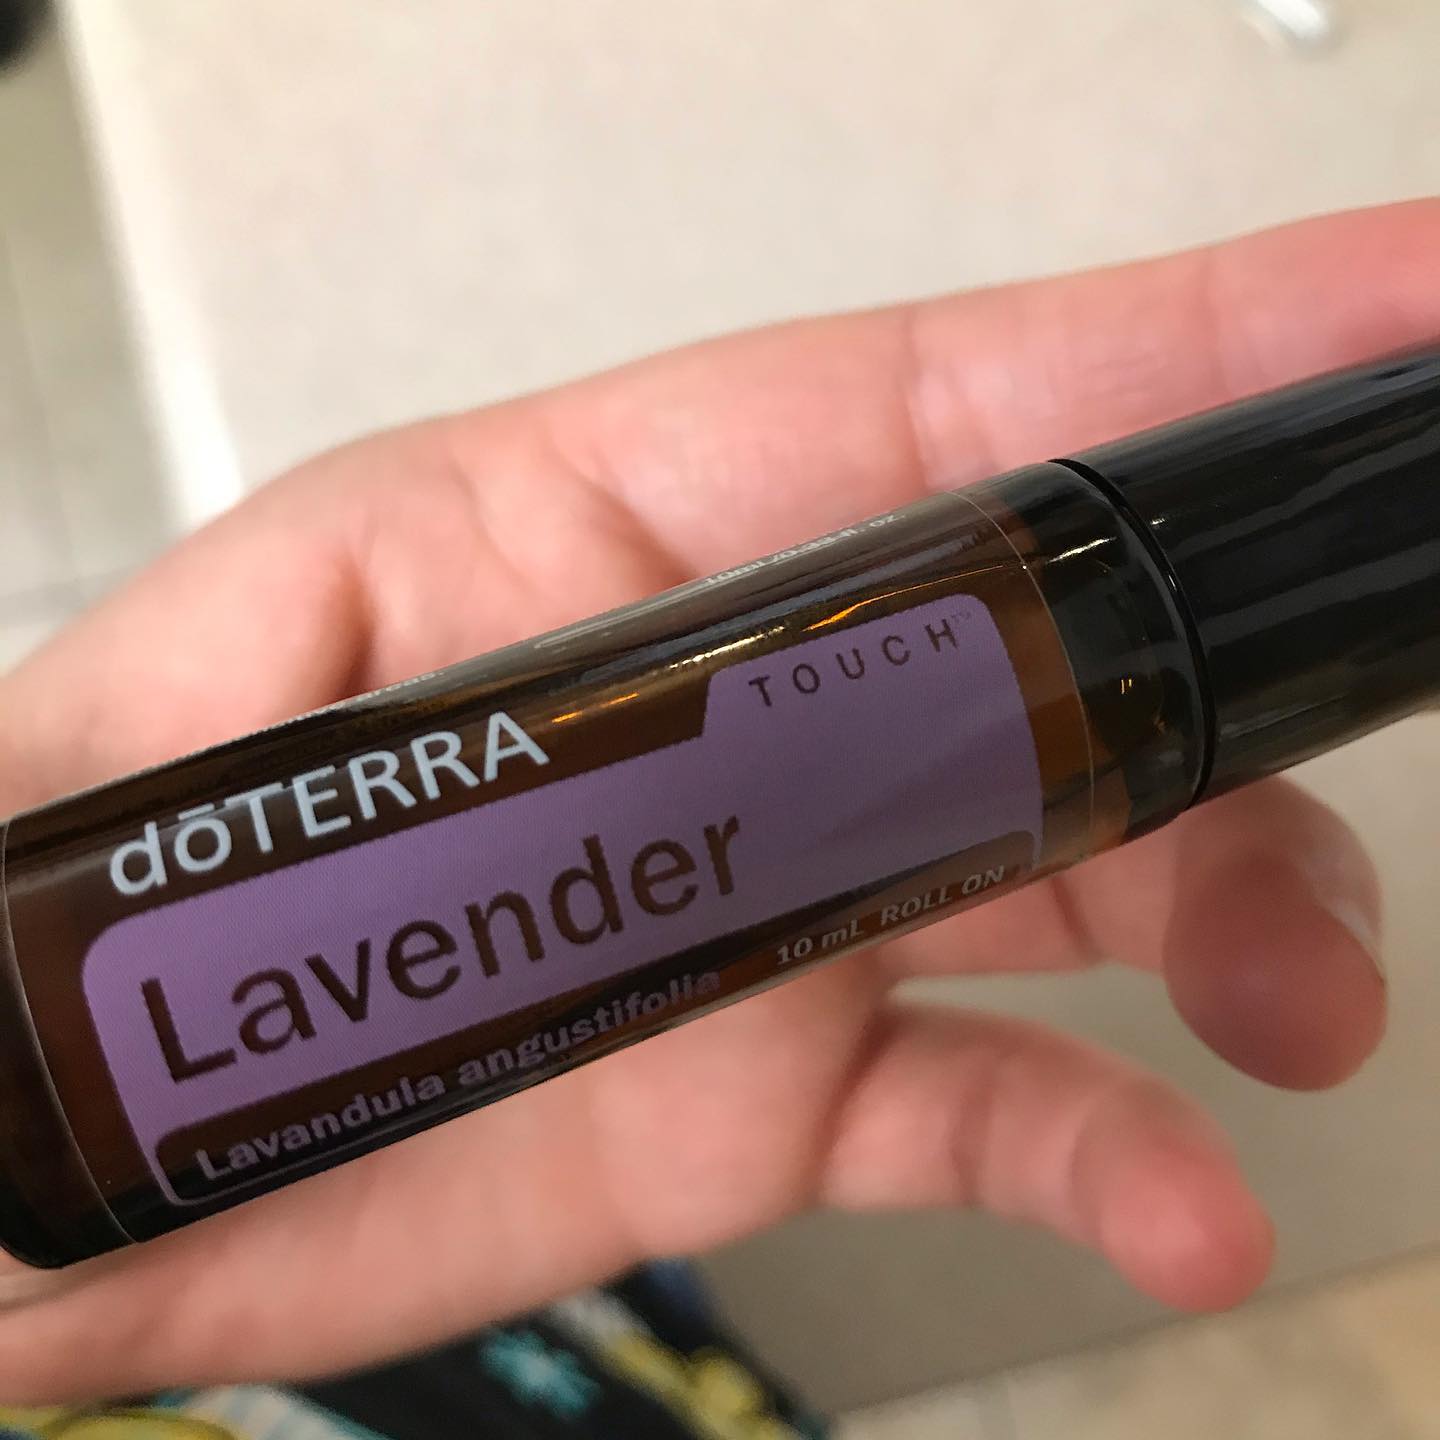 dōTERRA
TOUCH™
Lavender
Lavandula angustifolia
10 mL ROLL ON